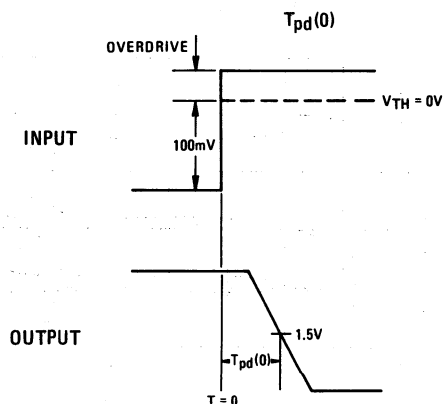 Tpd(0)
OVERDRIVE
VTH = 0V
INPUT
100mV
OUTPUT
1.5V
Tpd(0)
T = 0